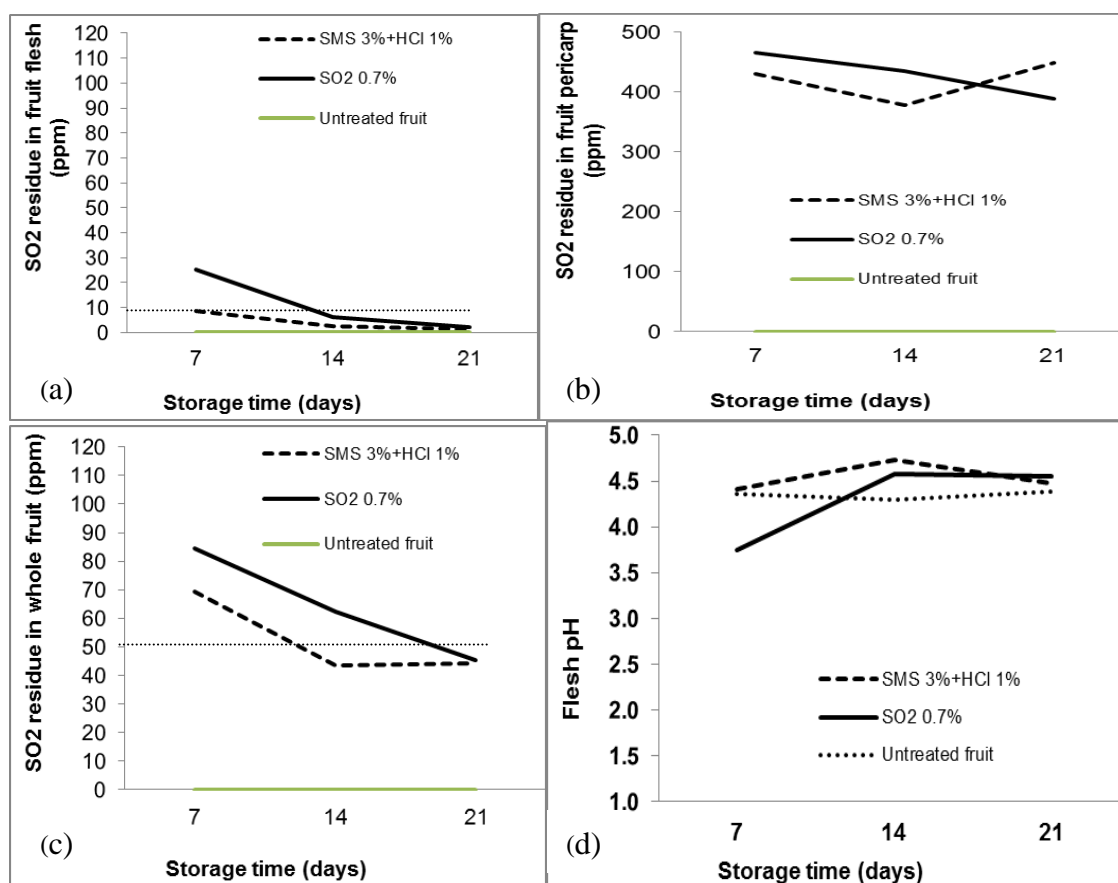 SO2 residue in fruit flesh
(ppm)
120
110
100
90
80
70
60
50
40
30
20
10
0
SMS 3%+HCl 1%
SO2 0.7%
Untreated fruit
7 14 21
Storage time (days)
(a)
SO2 residue in fruit pericarp
(ppm)
500
400
300
200
100
0
SMS 3%+HCl 1%
SO2 0.7%
Untreated fruit
7 14 21
Storage time (days)
(b)
SO2 residue in whole fruit (ppm)
120
110
100
90
80
70
60
50
40
30
20
10
0
SMS 3%+HCl 1%
SO2 0.7%
Untreated fruit
7 14 21
Storage time (days)
(c)
Flesh pH
5.0
4.5
4.0
3.5
3.0
2.5
2.0
1.5
1.0
SMS 3%+HCl 1%
SO2 0.7%
Untreated fruit
7 14 21
Storage time (days)
(d)